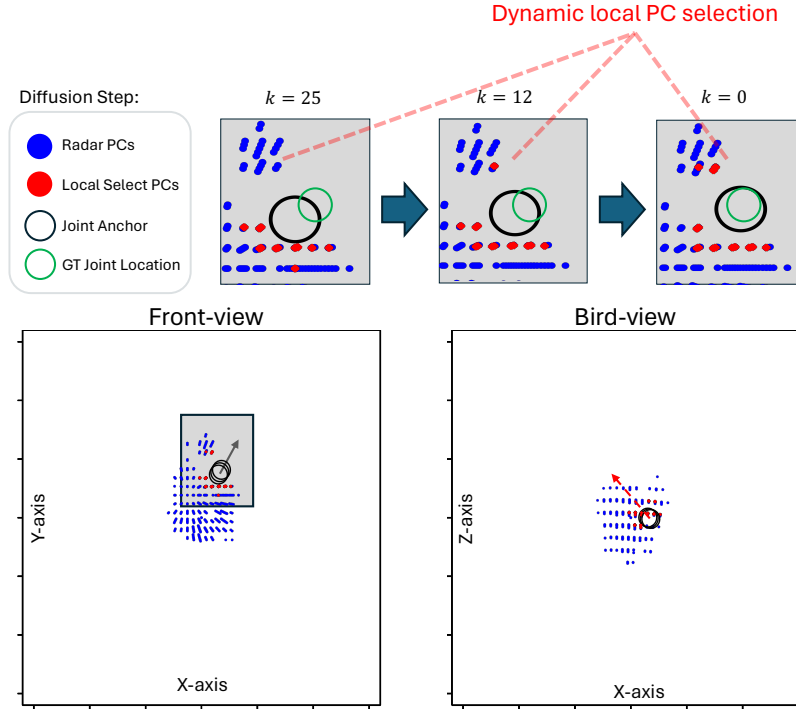 Dynamic local PC selection
Diffusion Step:
k = 25
k = 12
k = 0
Radar PCs
Local Select PCs
Joint Anchor
GT Joint Location
Front-view
Bird-view
Y-axis
X-axis
Z-axis
X-axis